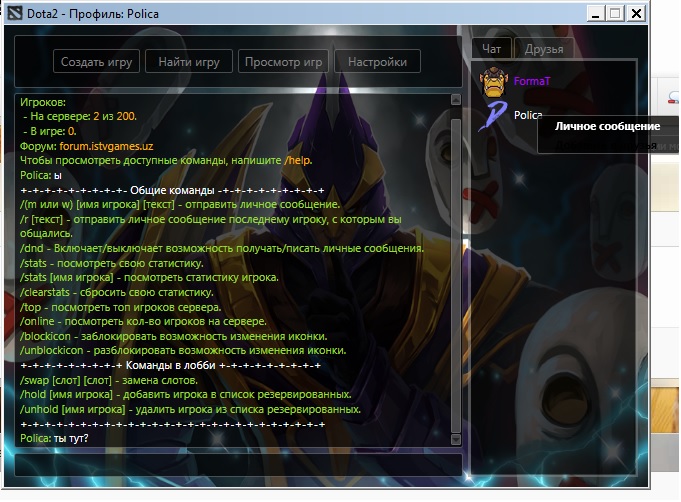 Dota2 - Профиль: Polica
Создать игру
Найти игру
Просмотр игр
Настройки
Чат
Друзья
Игроков:
- На сервере: 2 из 200.
- В игре: 0.
Форум: forum.istvgames.uz
Чтобы просмотреть доступные команды, напишите /help.
Polica: ы
+-+-+-+-+-+-+-+-+- Общие команды -+-+-+-+-+-+-+-+-+
/(m или w) [имя игрока] [текст] - отправить личное сообщение.
/r [текст] - отправить личное сообщение последнему игроку, с которым вы
общались.
/dnd - Включает/выключает возможность получать/писать личные сообщения.
/stats - посмотреть свою статистику.
/stats [имя игрока] - посмотреть статистику игрока.
/clearstats - сбросить свою статистику.
/top - посмотреть топ игроков сервера.
/online - посмотреть кол-во игроков на сервере.
/blockicon - заблокировать возможность изменения иконки.
/unblockicon - разблокировать возможность изменения иконки.
+-+-+-+-+-+-+-+-+-+ Команды в лобби -+-+-+-+-+-+-+-+-+
/swap [слот] [слот] - замена слотов.
/hold [имя игрока] - добавить игрока в список резервированных.
/unhold [имя игрока] - удалить игрока из списка резервированных.
+-+-+-+-+-+-+-+-+-+-+-+-+-+-+-+-+-+-+-+-+-+-+-+-+
Polica: ты тут?
FormaT
Polica
Личное сообщение